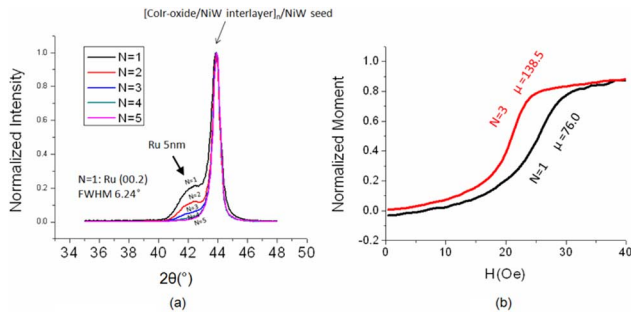 (a)
[CoIr-oxide/NiW interlayer]n/NiW seed
N=1
N=2
N=3
N=4
N=5
Ru 5nm
N=1: Ru (00.2)
FWHM 6.24°
N=1
N=2
N=3
N=4
N=5
Normalized Intensity
1.0
0.8
0.6
0.4
0.2
0.0
34 36 38 40 42 44 46 48 50
2θ(°)
(a)
(b)
Normalized Moment
1.0
0.8
0.6
0.4
0.2
0.0
-0.2
N=3 μ=138.5
N=1 μ=76.0
0 10 20 30 40
H(Oe)
(b)